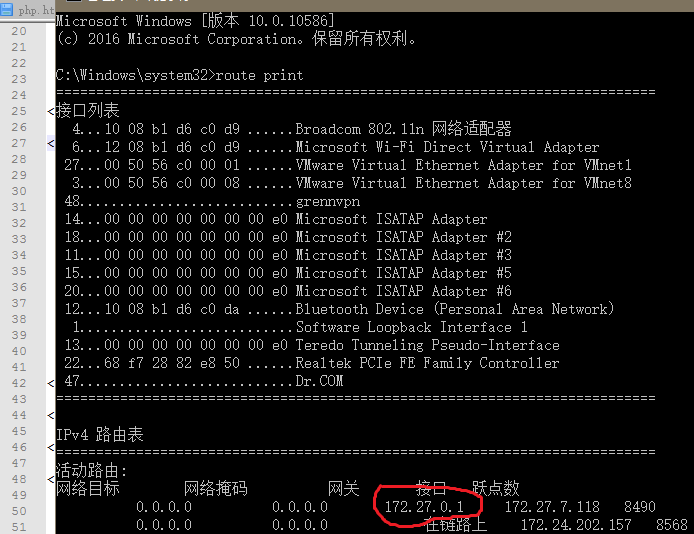 php.ht
Microsoft Windows [版本 10.0.10586]
(c) 2016 Microsoft Corporation。保留所有权利。
C:\Windows\system32>route print
===========================================================================
接口列表
4...10 08 b1 d6 c0 d9 ......Broadcom 802.11n 网络适配器
6...12 08 b1 d6 c0 d9 ......Microsoft Wi-Fi Direct Virtual Adapter
27...00 50 56 c0 00 01 ......VMware Virtual Ethernet Adapter for VMnet1
3...00 50 56 c0 00 08 ......VMware Virtual Ethernet Adapter for VMnet8
48...........................grennvpn
14...00 00 00 00 00 00 00 e0 Microsoft ISATAP Adapter
18...00 00 00 00 00 00 00 e0 Microsoft ISATAP Adapter #2
11...00 00 00 00 00 00 00 e0 Microsoft ISATAP Adapter #3
15...00 00 00 00 00 00 00 e0 Microsoft ISATAP Adapter #5
20...00 00 00 00 00 00 00 e0 Microsoft ISATAP Adapter #6
12...10 08 b1 d6 c0 da ......Bluetooth Device (Personal Area Network)
1...........................Software Loopback Interface 1
13...00 00 00 00 00 00 00 e0 Teredo Tunneling Pseudo-Interface
22...68 f7 28 82 e8 50 ......Realtek PCIe FE Family Controller
47...........................Dr.COM
===========================================================================
IPv4 路由表
===========================================================================
活动路由:
网络目标 网络掩码 网关 接口 跃点数
0.0.0.0 0.0.0.0 172.27.0.1 172.27.7.118 8490
0.0.0.0 0.0.0.0 在链路上 172.24.202.157 8568
20
21
22
23
24
25 <
26
27 <
28
29
30
31
32
33
34
35
36
37
38
39
40
41
42 <
43
44 <
45
46 <
47
48 <
49
50
51